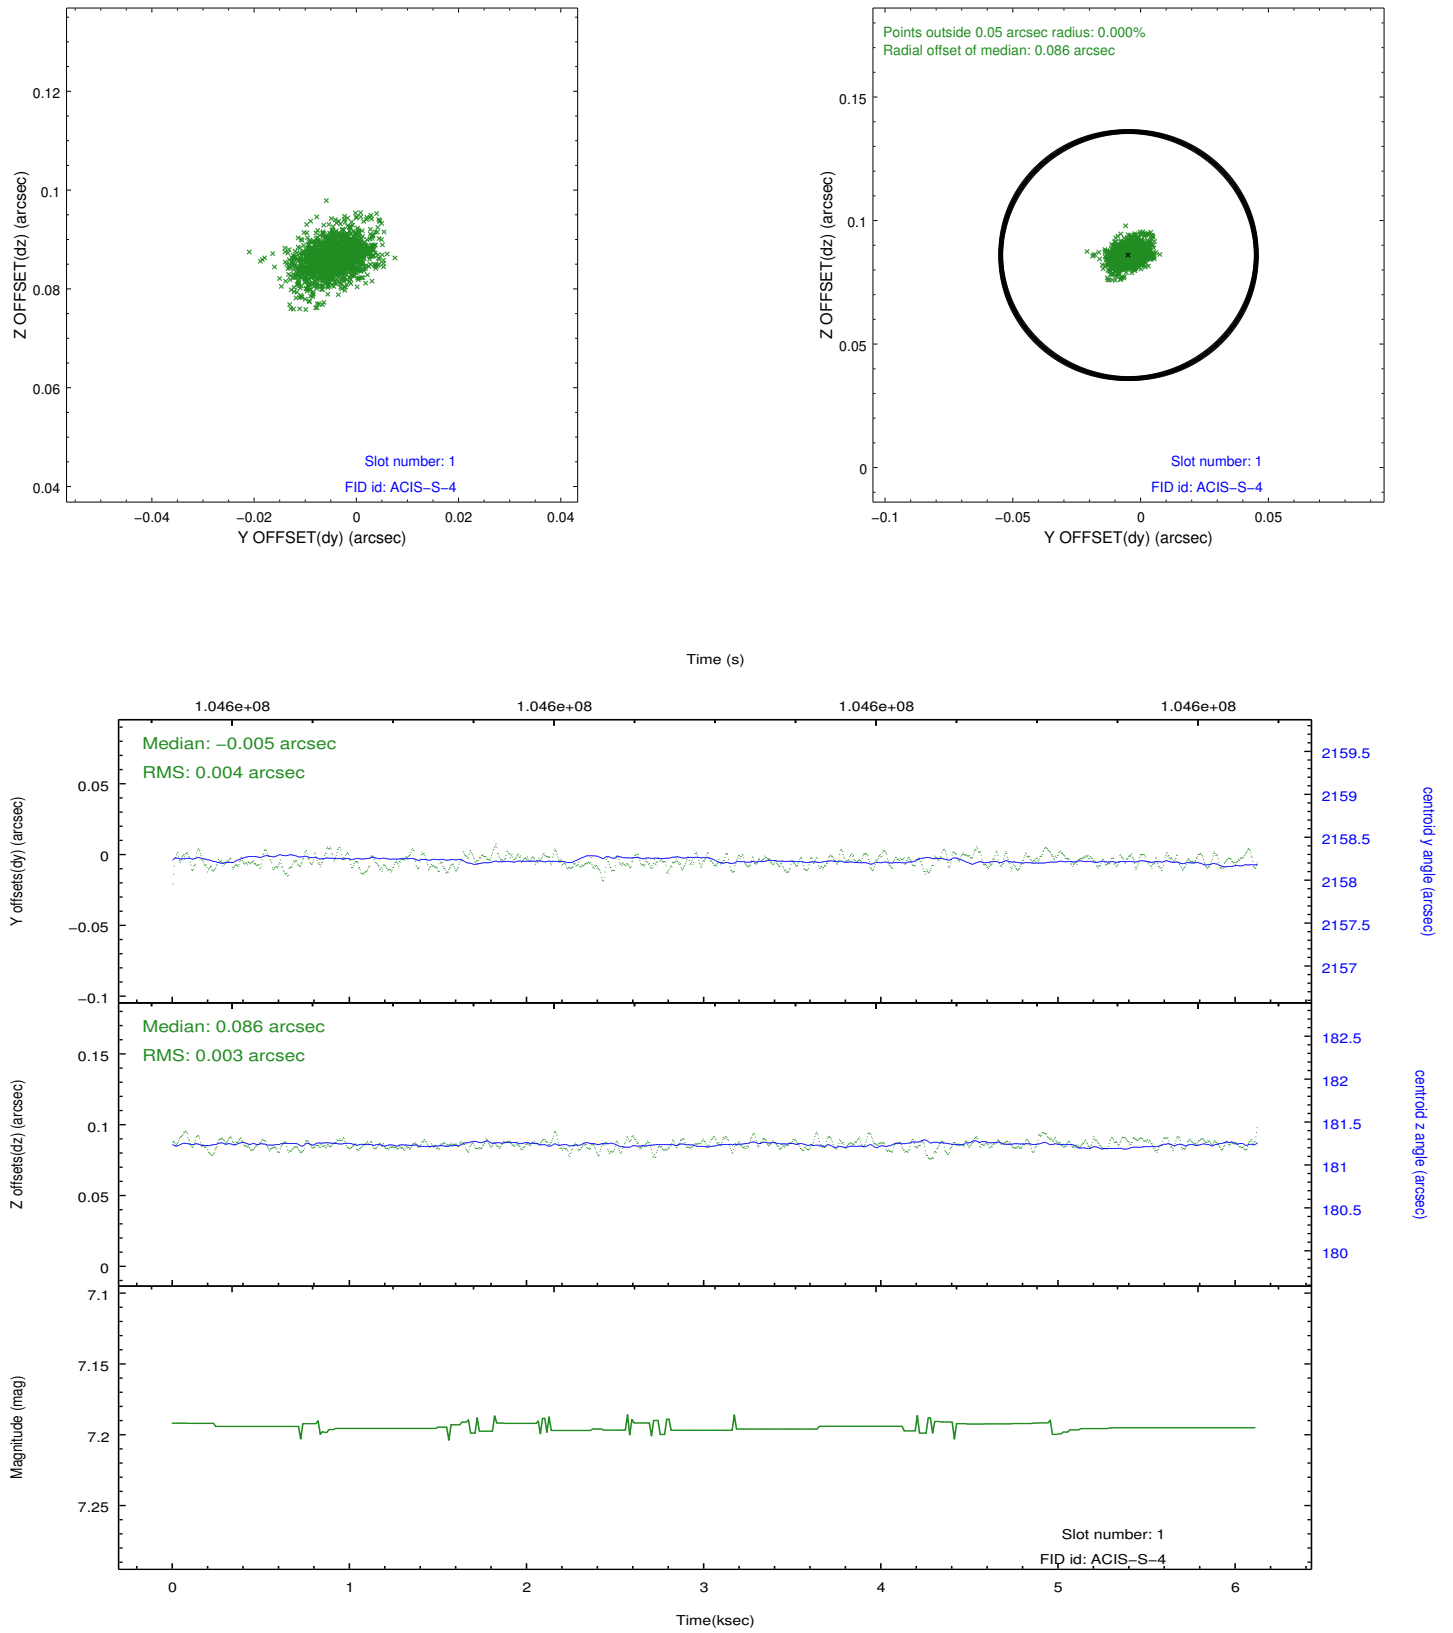 0.12
0.1
0.08
0.06
0.04
Z OFFSET(dz) (arcsec)
Slot number: 1
FID id: ACIS−S−4
−0.04
−0.02
0
0.02
0.04
Y OFFSET(dy) (arcsec)
Points outside 0.05 arcsec radius: 0.000%
Radial offset of median: 0.086 arcsec
0.15
0.1
0.05
0
Z OFFSET(dz) (arcsec)
Slot number: 1
FID id: ACIS−S−4
−0.1
−0.05
0
0.05
Y OFFSET(dy) (arcsec)
Time (s)
1.046e+08
1.046e+08
1.046e+08
1.046e+08
Median: −0.005 arcsec
RMS: 0.004 arcsec
0.05
0
−0.05
−0.1
Y offsets(dy) (arcsec)
2159.5
2159
2158.5
2158
2157.5
2157
centroid y angle (arcsec)
Median: 0.086 arcsec
RMS: 0.003 arcsec
0.15
0.1
0.05
0
Z offsets(dz) (arcsec)
182.5
182
181.5
181
180.5
180
centroid z angle (arcsec)
7.1
7.15
7.2
7.25
Magnitude (mag)
Slot number: 1
FID id: ACIS−S−4
0
1
2
3
4
5
6
Time(ksec)